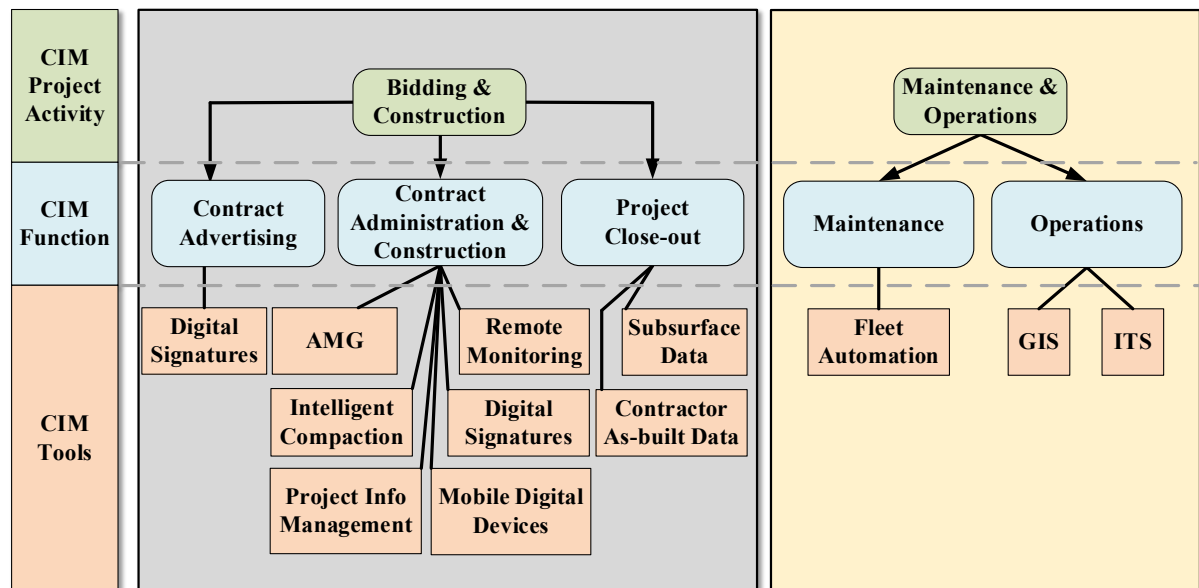 CIM
Project
Activity
Bidding &
Construction
Maintenance &
Operations
CIM
Function
Contract
Advertising
Contract
Administration &
Construction
Project
Close-out
Maintenance
Operations
CIM
Tools
Digital
Signatures
AMG
Remote
Monitoring
Subsurface
Data
Fleet
Automation
GIS
ITS
Intelligent
Compaction
Digital
Signatures
Contractor
As-built Data
Project Info
Management
Mobile Digital
Devices